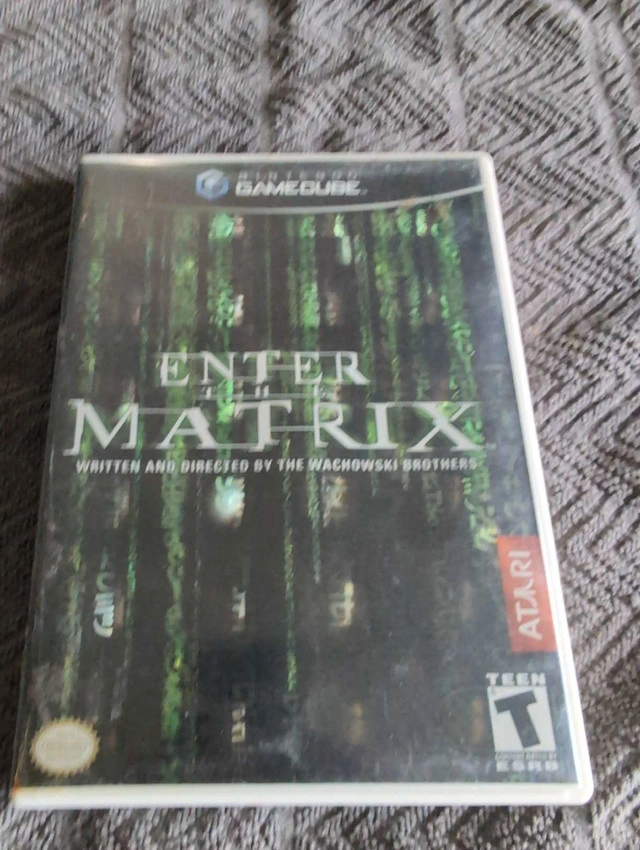 NINTENDO
GAMECUBE
ENTER
THE
MATRIX
WRITTEN AND DIRECTED BY THE WACHOWSKI BROTHERS
ATARI
TEEN
T
ESRB